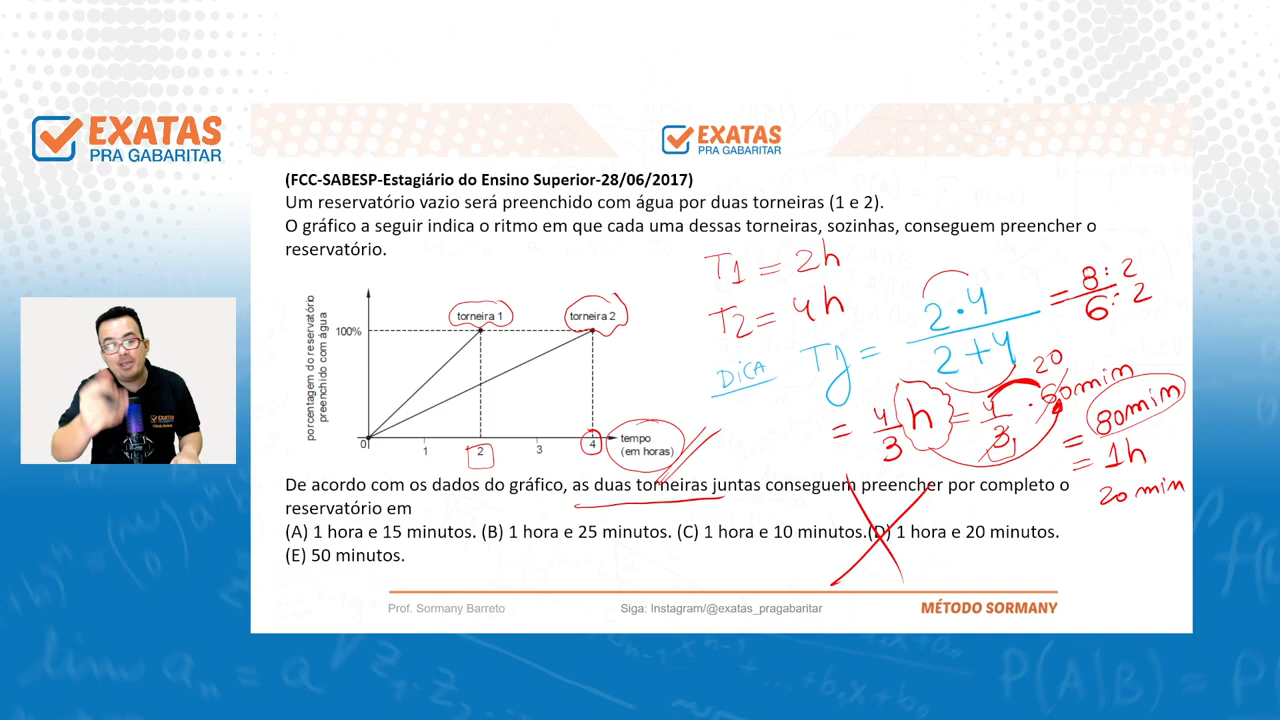 EXATAS
PRA GABARITAR
EXATAS
PRA GABARITAR
(FCC-SABESP-Estagiário do Ensino Superior-28/06/2017)
Um reservatório vazio será preenchido com água por duas torneiras (1 e 2).
O gráfico a seguir indica o ritmo em que cada uma dessas torneiras, sozinhas, conseguem preencher o
reservatório.
T1 = 2h
T2 = 4h
DICA
Tj = 2·4 / 2+4
= 8:2 / 6:2
= 4/3 h = 4/3 · 60mim
20
= 80mim
= 1h
20 min
porcentagem do reservatório
preenchido com água
100%
torneira 1
torneira 2
0
1
2
3
4
tempo
(em horas)
De acordo com os dados do gráfico, as duas torneiras juntas conseguem preencher por completo o
reservatório em
(A) 1 hora e 15 minutos. (B) 1 hora e 25 minutos. (C) 1 hora e 10 minutos.(D) 1 hora e 20 minutos.
(E) 50 minutos.
Prof. Sormany Barreto
Siga: Instagram/@exatas_pragabaritar
MÉTODO SORMANY
EXATAS
lim aₙ = a
P(A|B) =